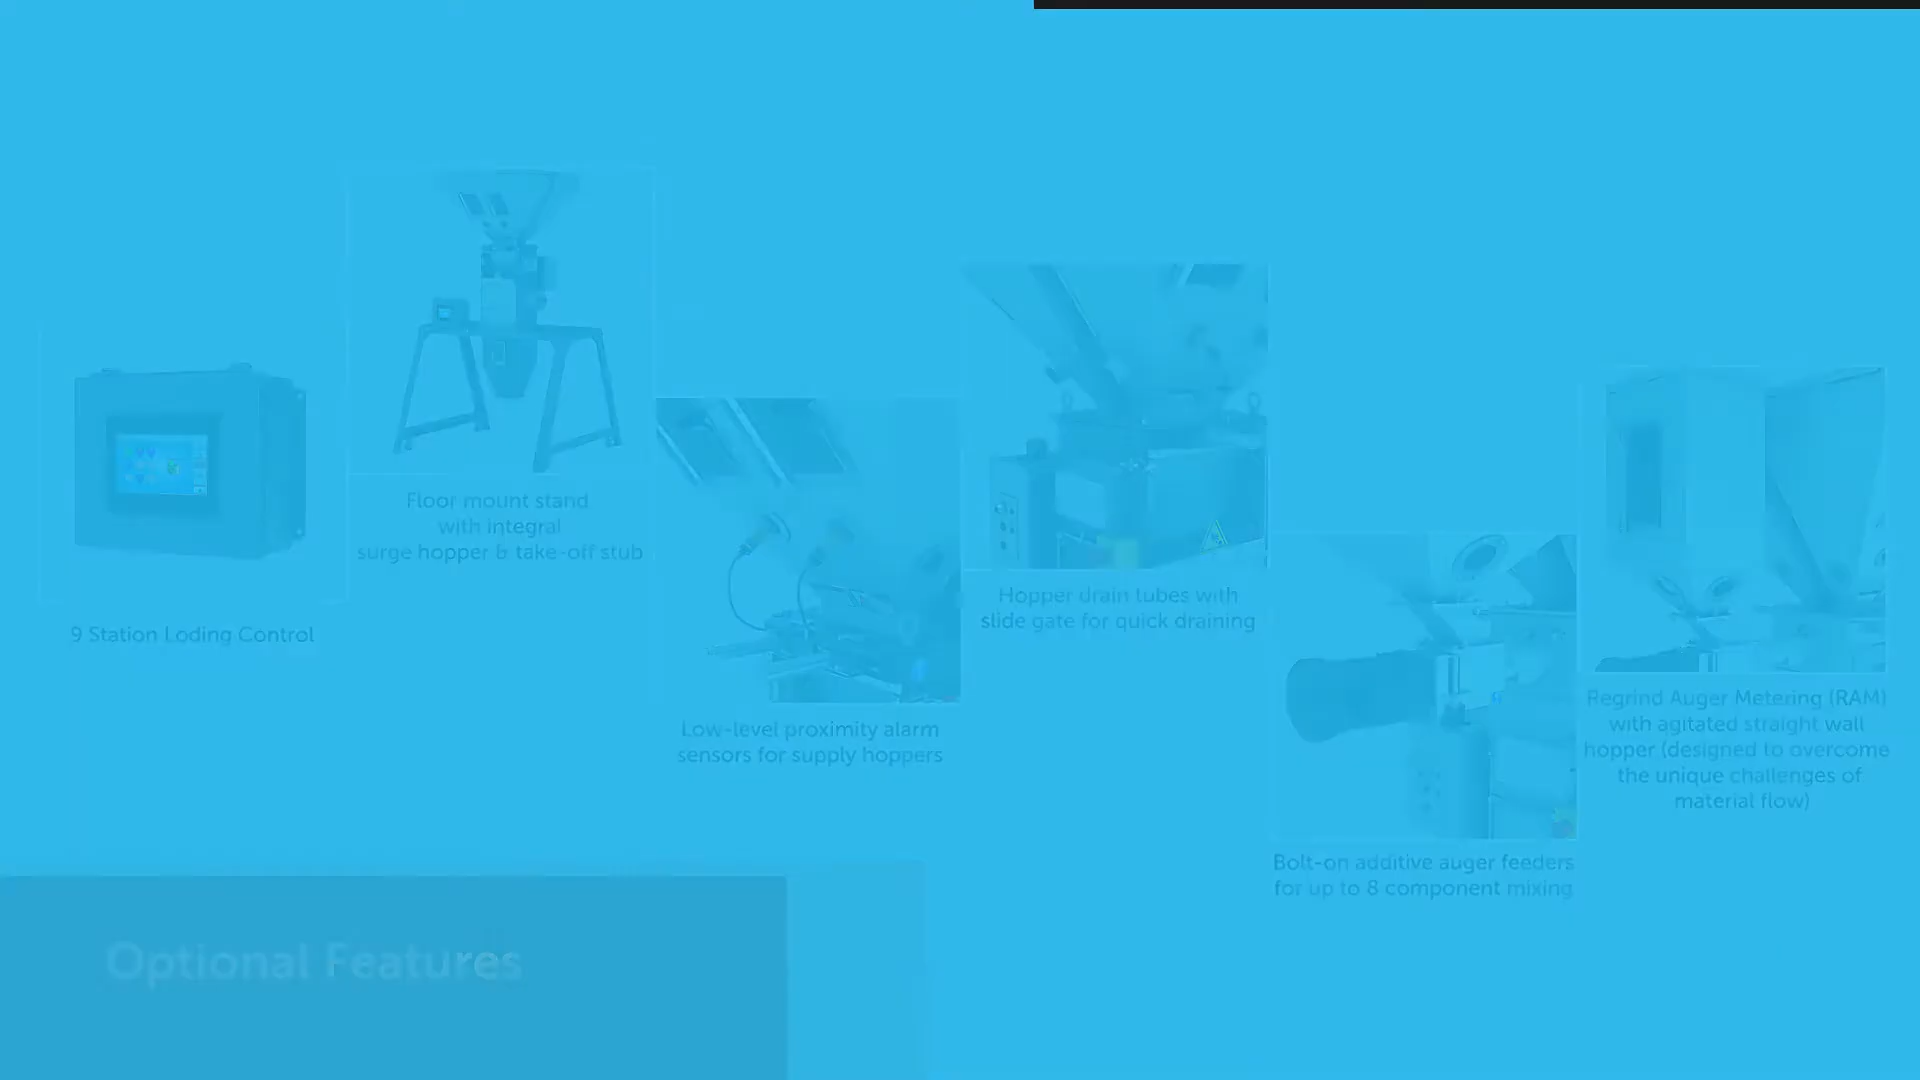 9 Station Loding Control
Floor mount stand
with integral
surge hopper & take-off stub
Low-level proximity alarm
sensors for supply hoppers
Hopper drain tubes with
slide gate for quick draining
Bolt-on additive auger feeders
for up to 8 component mixing
Regrind Auger Metering (RAM)
with agitated straight wall
hopper (designed to overcome
the unique challenges of
material flow)
Optional Features